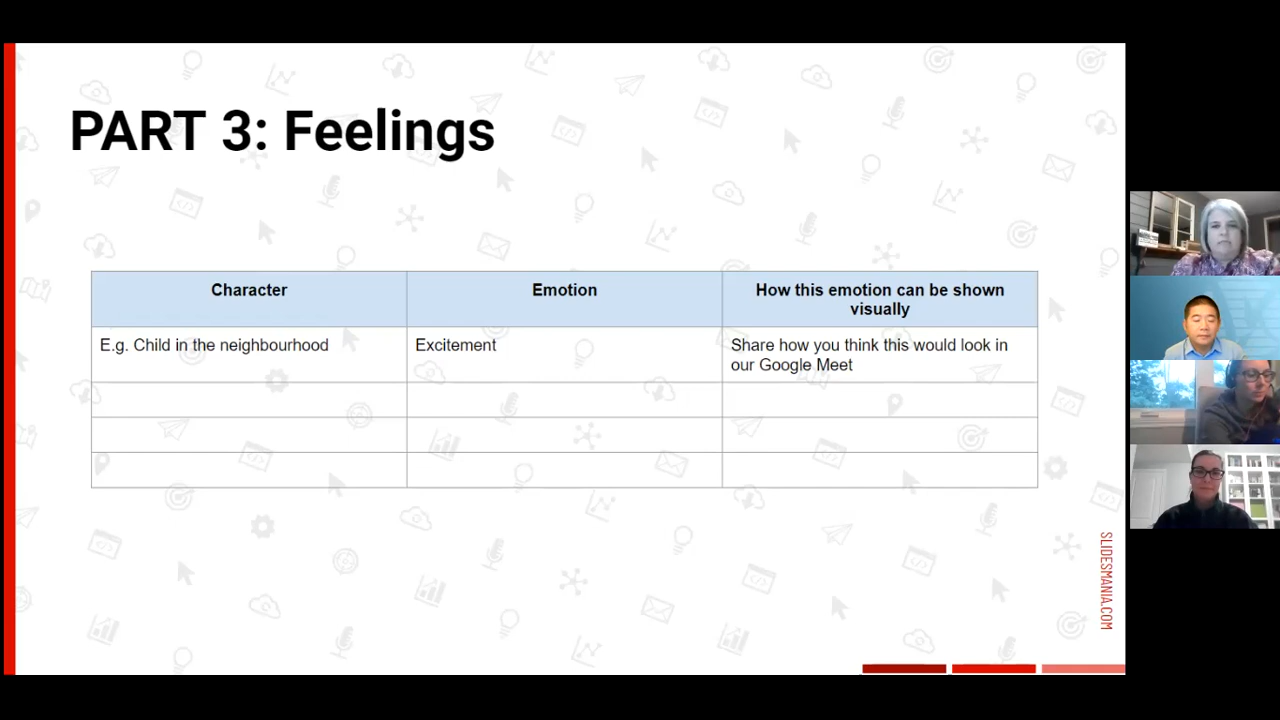 PART 3: Feelings
Character
Emotion
How this emotion can be shown
visually
E.g. Child in the neighbourhood
Excitement
Share how you think this would look in
our Google Meet
SLIDESMANIA.COM